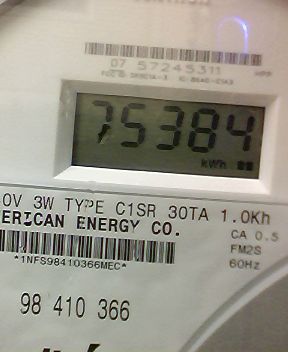 07 57245311
75384
kWh
0V 3W TYPE C1SR 30TA 1.0Kh
ERICAN ENERGY CO.
CA 0.5
FM2S
*1NFS98410366MEC*
60Hz
98 410 366